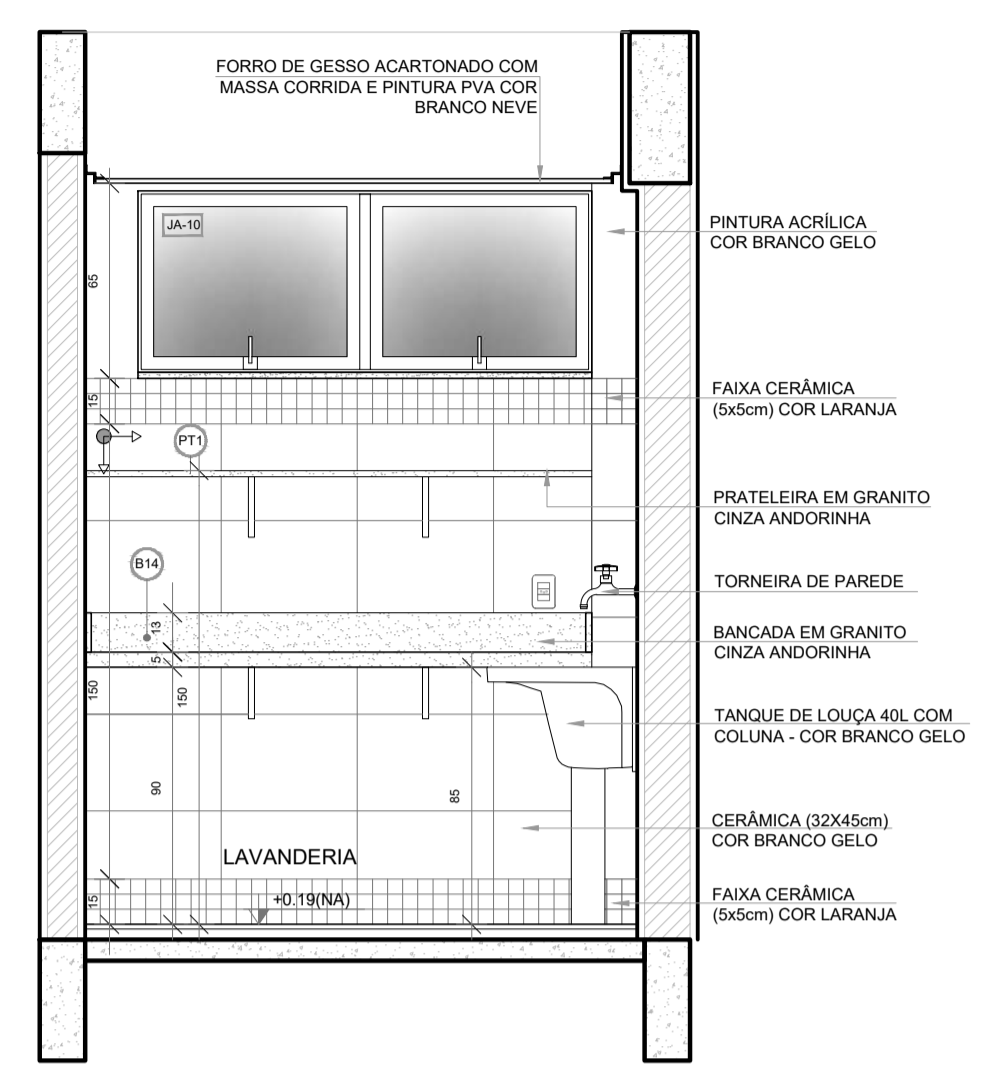 FORRO DE GESSO ACARTONADO COM
MASSA CORRIDA E PINTURA PVA COR
BRANCO NEVE
JA-10
PINTURA ACRÍLICA
COR BRANCO GELO
65
FAIXA CERÂMICA
(5x5cm) COR LARANJA
15
PT1
PRATELEIRA EM GRANITO
CINZA ANDORINHA
B14
TORNEIRA DE PAREDE
13
BANCADA EM GRANITO
CINZA ANDORINHA
5
150
150
TANQUE DE LOUÇA 40L COM
COLUNA - COR BRANCO GELO
90
85
CERÂMICA (32X45cm)
COR BRANCO GELO
LAVANDERIA
15
+0.19(NA)
FAIXA CERÂMICA
(5x5cm) COR LARANJA